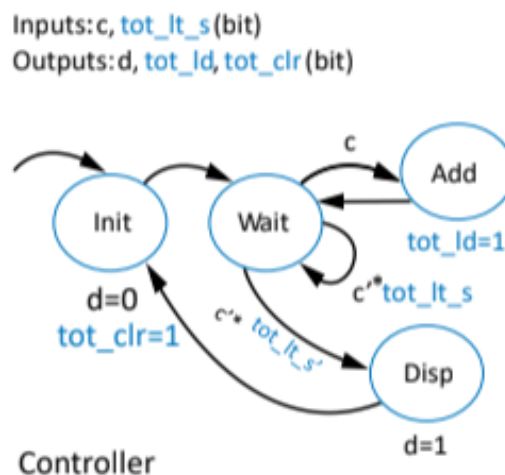 Inputs: c, tot_lt_s (bit)
Outputs: d, tot_ld, tot_clr (bit)
c
Add
Init
Wait
tot_ld=1
d=0
tot_clr=1
c'*tot_lt_s
c'* tot_lt_s'
Disp
d=1
Controller